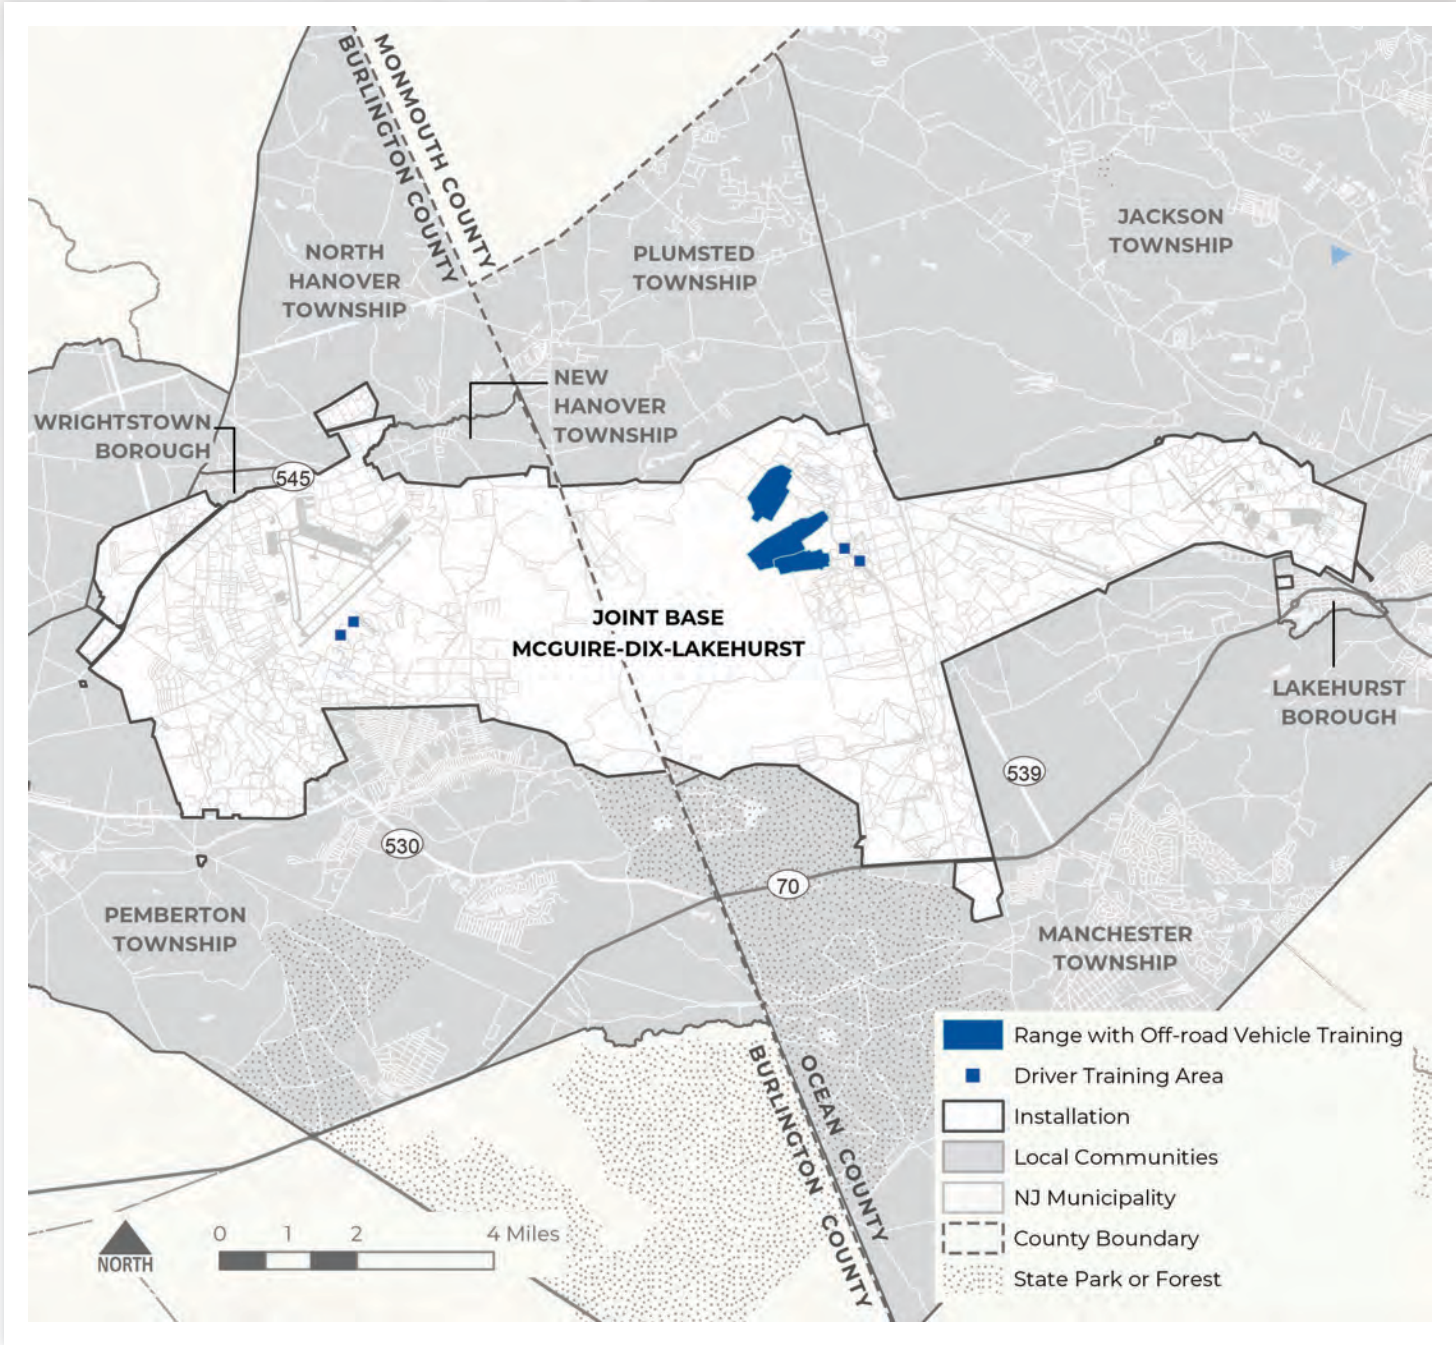 MONMOUTH COUNTY
BURLINGTON COUNTY
NORTH
HANOVER
TOWNSHIP
PLUMSTED
TOWNSHIP
JACKSON
TOWNSHIP
NEW
HANOVER
TOWNSHIP
WRIGHTSTOWN
BOROUGH
545
JOINT BASE
MCGUIRE-DIX-LAKEHURST
LAKEHURST
BOROUGH
539
530
70
PEMBERTON
TOWNSHIP
MANCHESTER
TOWNSHIP
OCEAN COUNTY
BURLINGTON COUNTY
Range with Off-road Vehicle Training
Driver Training Area
Installation
Local Communities
NJ Municipality
County Boundary
State Park or Forest
NORTH
0 1 2 4 Miles